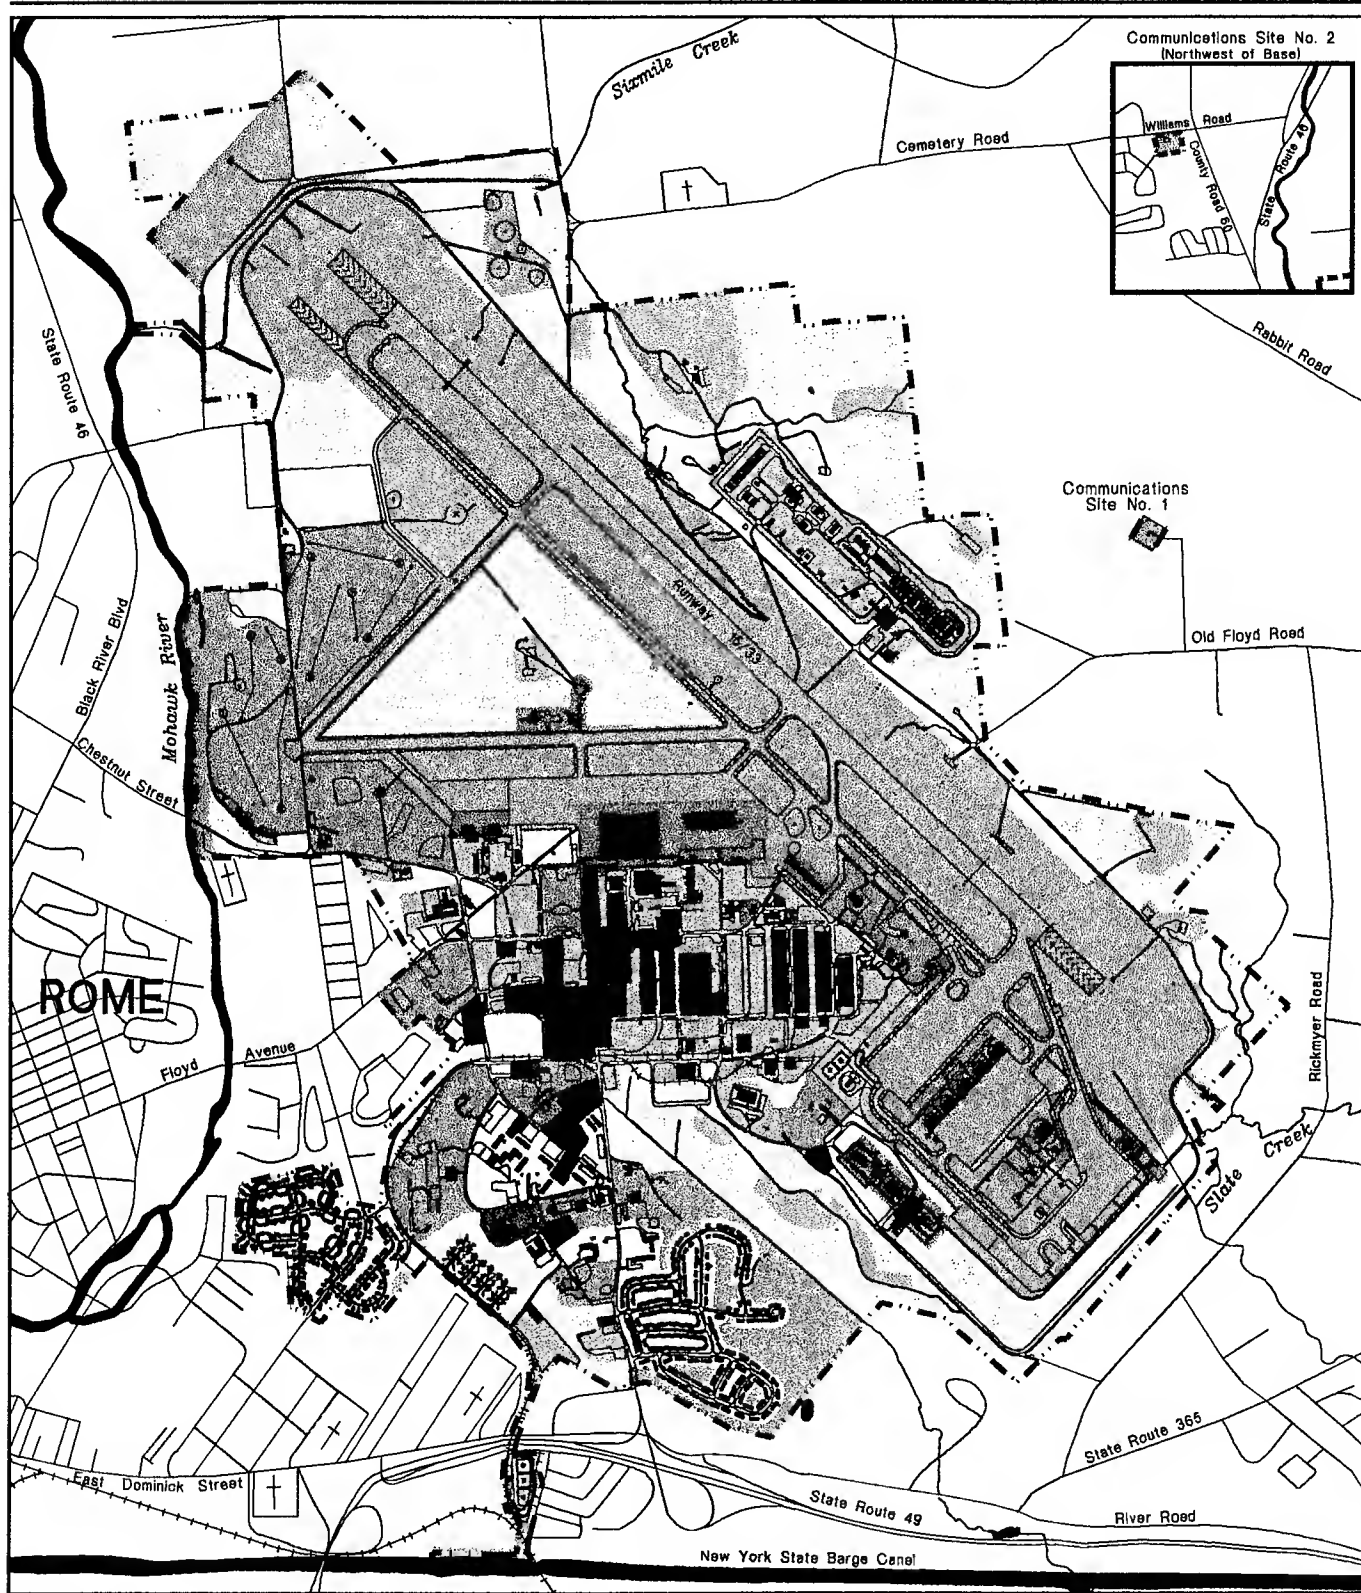 Communications Site No. 2
(Northwest of Base)
Williams Road
County Road 60
State Route 46
Sixmile Creek
Cemetery Road
Rabbit Road
State Route 46
Communications
Site No. 1
Old Floyd Road
Runway 15/33
Black River Blvd
Mohawk River
Chestnut Street
ROME
Floyd Avenue
Rickmyer Road
Slate Creek
State Route 365
East Dominick Street
State Route 49
River Road
New York State Barge Canal